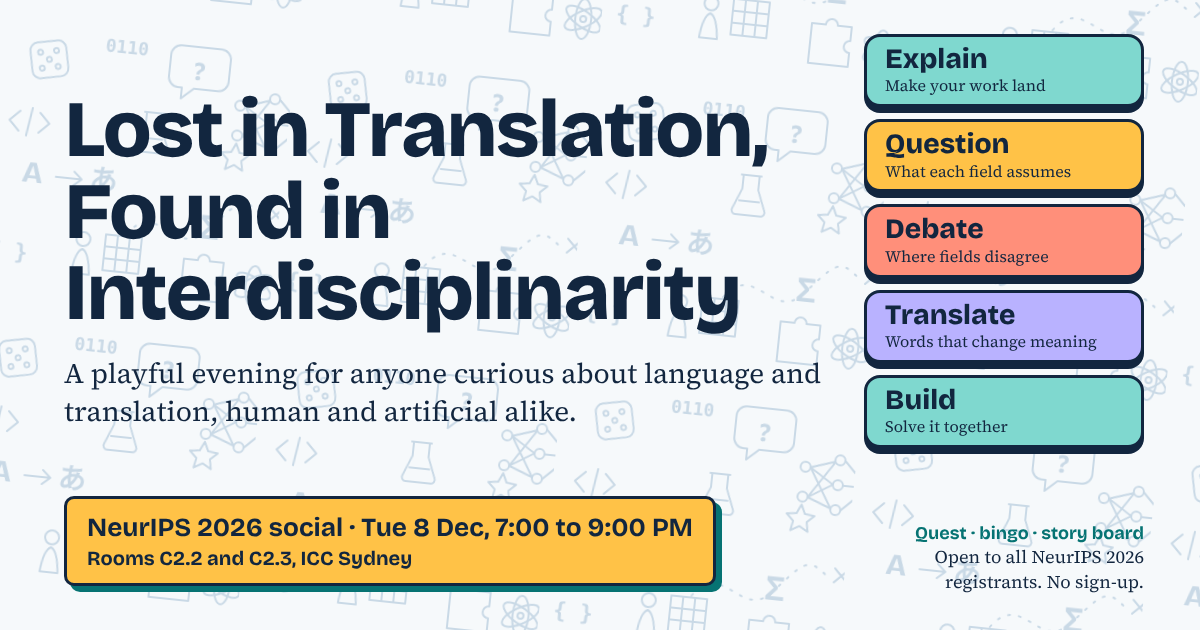 Lost in Translation,
Found in
Interdisciplinarity
A playful evening for anyone curious about language and
translation, human and artificial alike.
NeurIPS 2026 social · Tue 8 Dec, 7:00 to 9:00 PM
Rooms C2.2 and C2.3, ICC Sydney
Explain
Make your work land
Question
What each field assumes
Debate
Where fields disagree
Translate
Words that change meaning
Build
Solve it together
Quest · bingo · story board
Open to all NeurIPS 2026
registrants. No sign-up.
0110
?
</>
A → あ
{ }
Σ